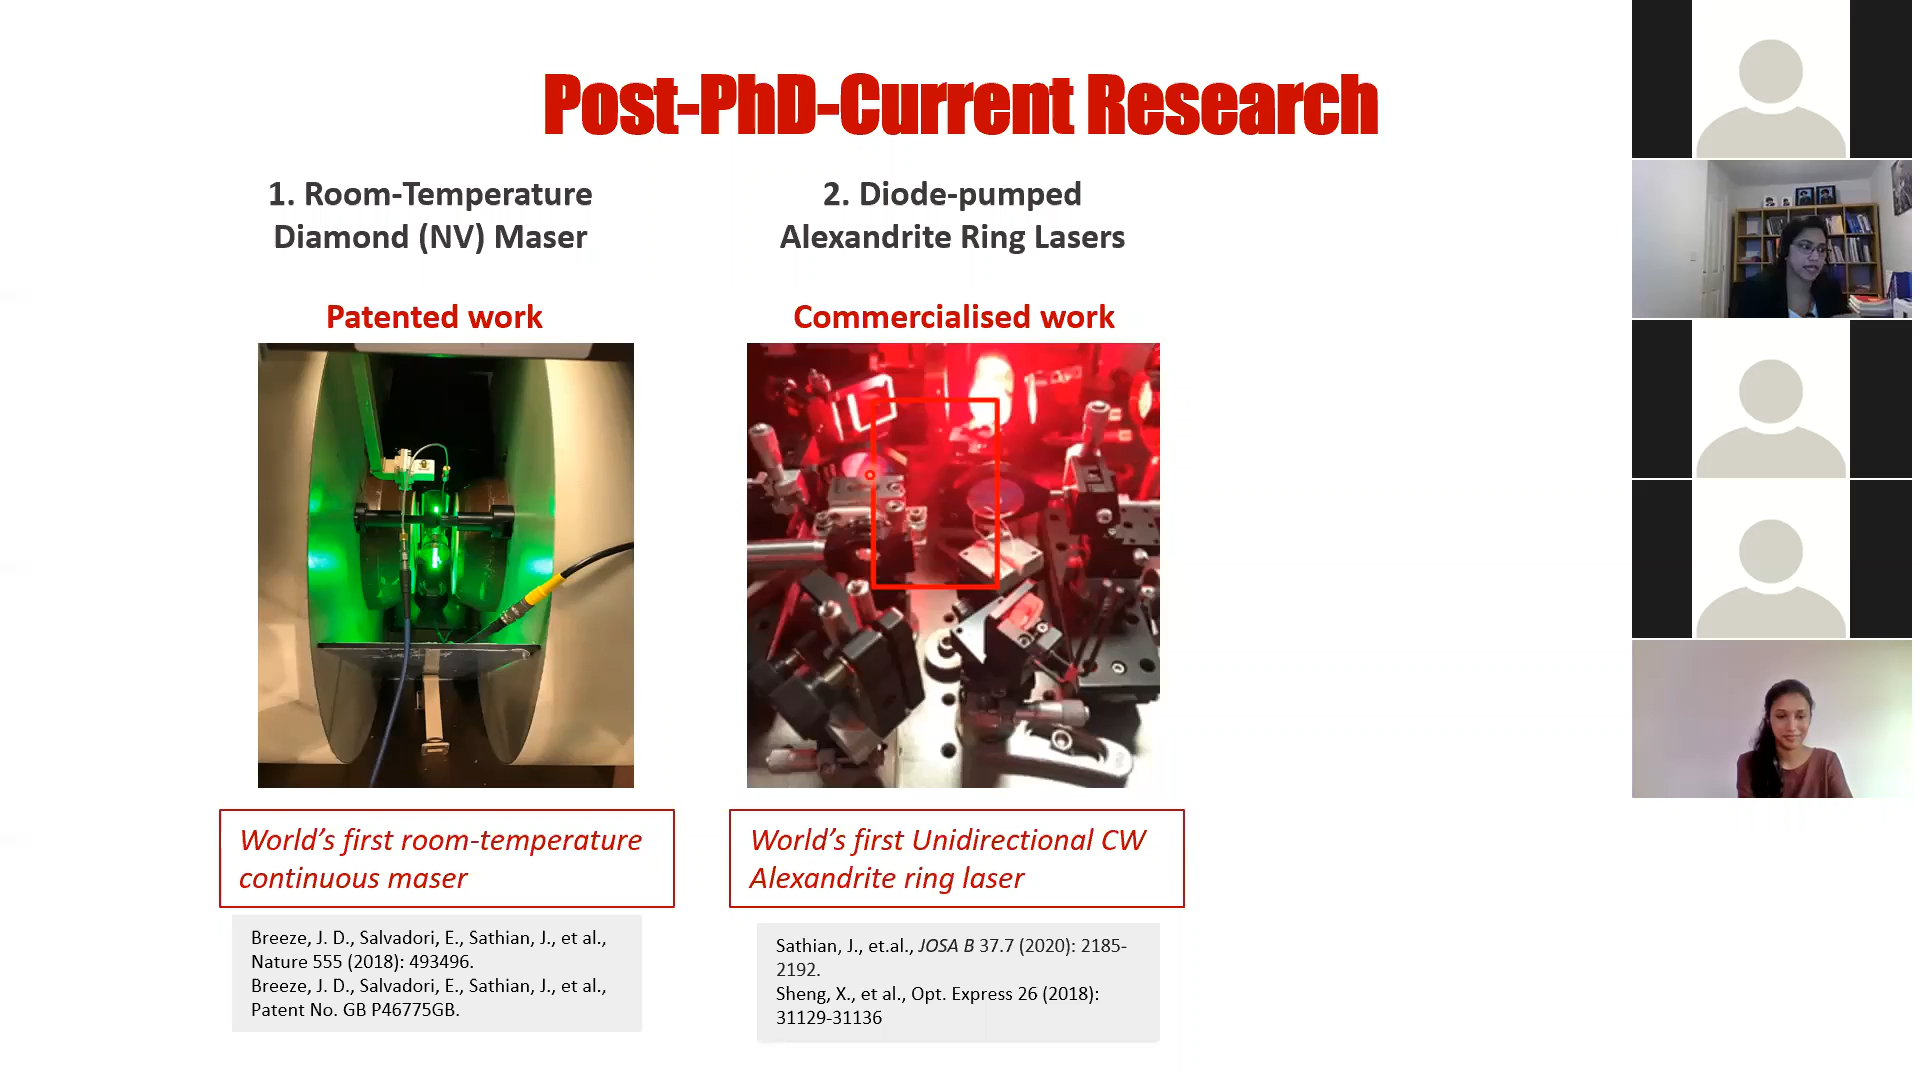 Post-PhD-Current Research
1. Room-Temperature
Diamond (NV) Maser
Patented work
World's first room-temperature
continuous maser
Breeze, J. D., Salvadori, E., Sathian, J., et al.,
Nature 555 (2018): 493496.
Breeze, J. D., Salvadori, E., Sathian, J., et al.,
Patent No. GB P46775GB.
2. Diode-pumped
Alexandrite Ring Lasers
Commercialised work
World's first Unidirectional CW
Alexandrite ring laser
Sathian, J., et.al., JOSA B 37.7 (2020): 2185-
2192.
Sheng, X., et al., Opt. Express 26 (2018):
31129-31136